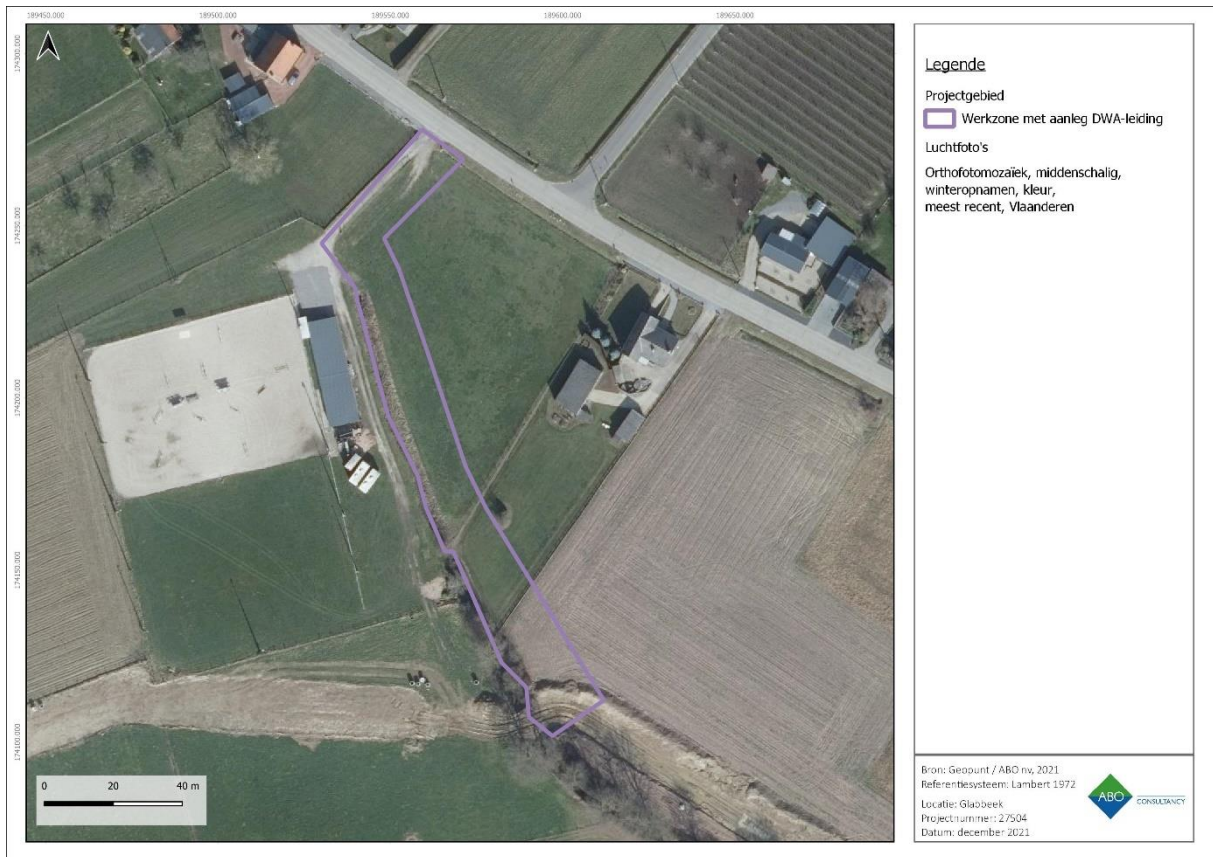 189450.000 189500.000 189550.000 189600.000 189650.000
174300.000
174250.000
174200.000
174150.000
174100.000
0 20 40 m
Legende
Projectgebied
Werkzone met aanleg DWA-leiding
Luchtfoto's
Orthofotomozaïek, middenschalig,
winteropnamen, kleur,
meest recent, Vlaanderen
Bron: Geopunt / ABO nv, 2021
Referentiesysteem: Lambert 1972
Locatie: Glabbeek
Projectnummer: 27504
Datum: december 2021
ABO CONSULTANCY